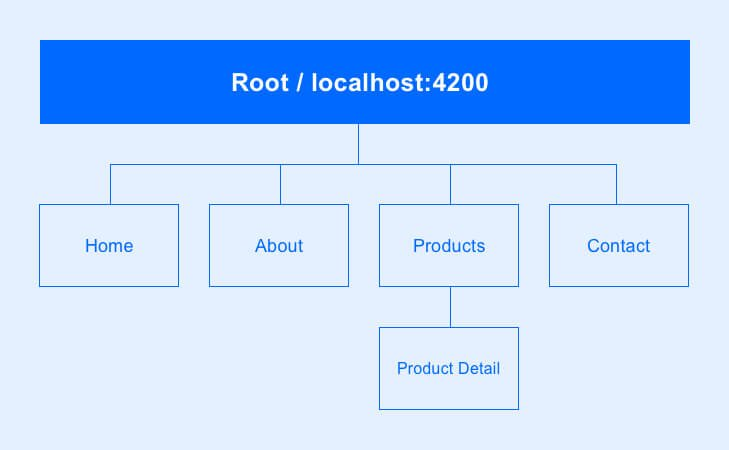 Root / localhost:4200
Home
About
Products
Contact
Product Detail